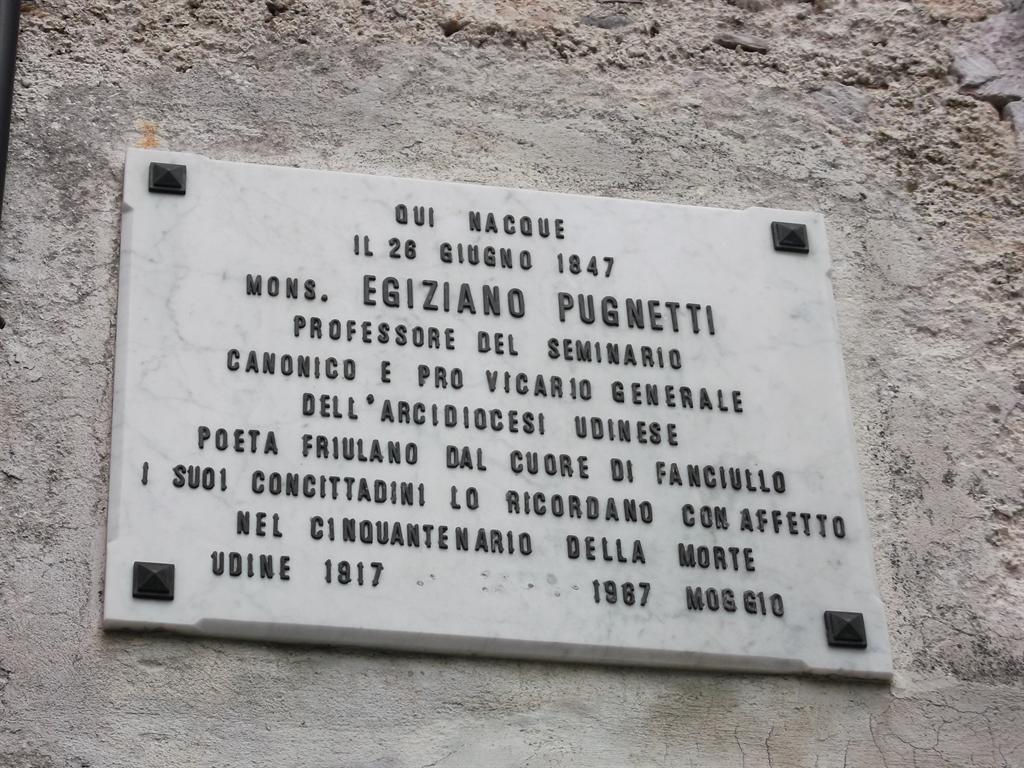 QUI NACQUE
IL 26 GIUGNO 1847
MONS. EGIZIANO PUGNETTI
PROFESSORE DEL SEMINARIO
CANONICO E PRO VICARIO GENERALE
DELL'ARCIDIOCESI UDINESE
POETA FRIULANO DAL CUORE DI FANCIULLO
I SUOI CONCITTADINI LO RICORDANO CON AFFETTO
NEL CINQUANTENARIO DELLA MORTE
UDINE 1917 1967 MOGGIO